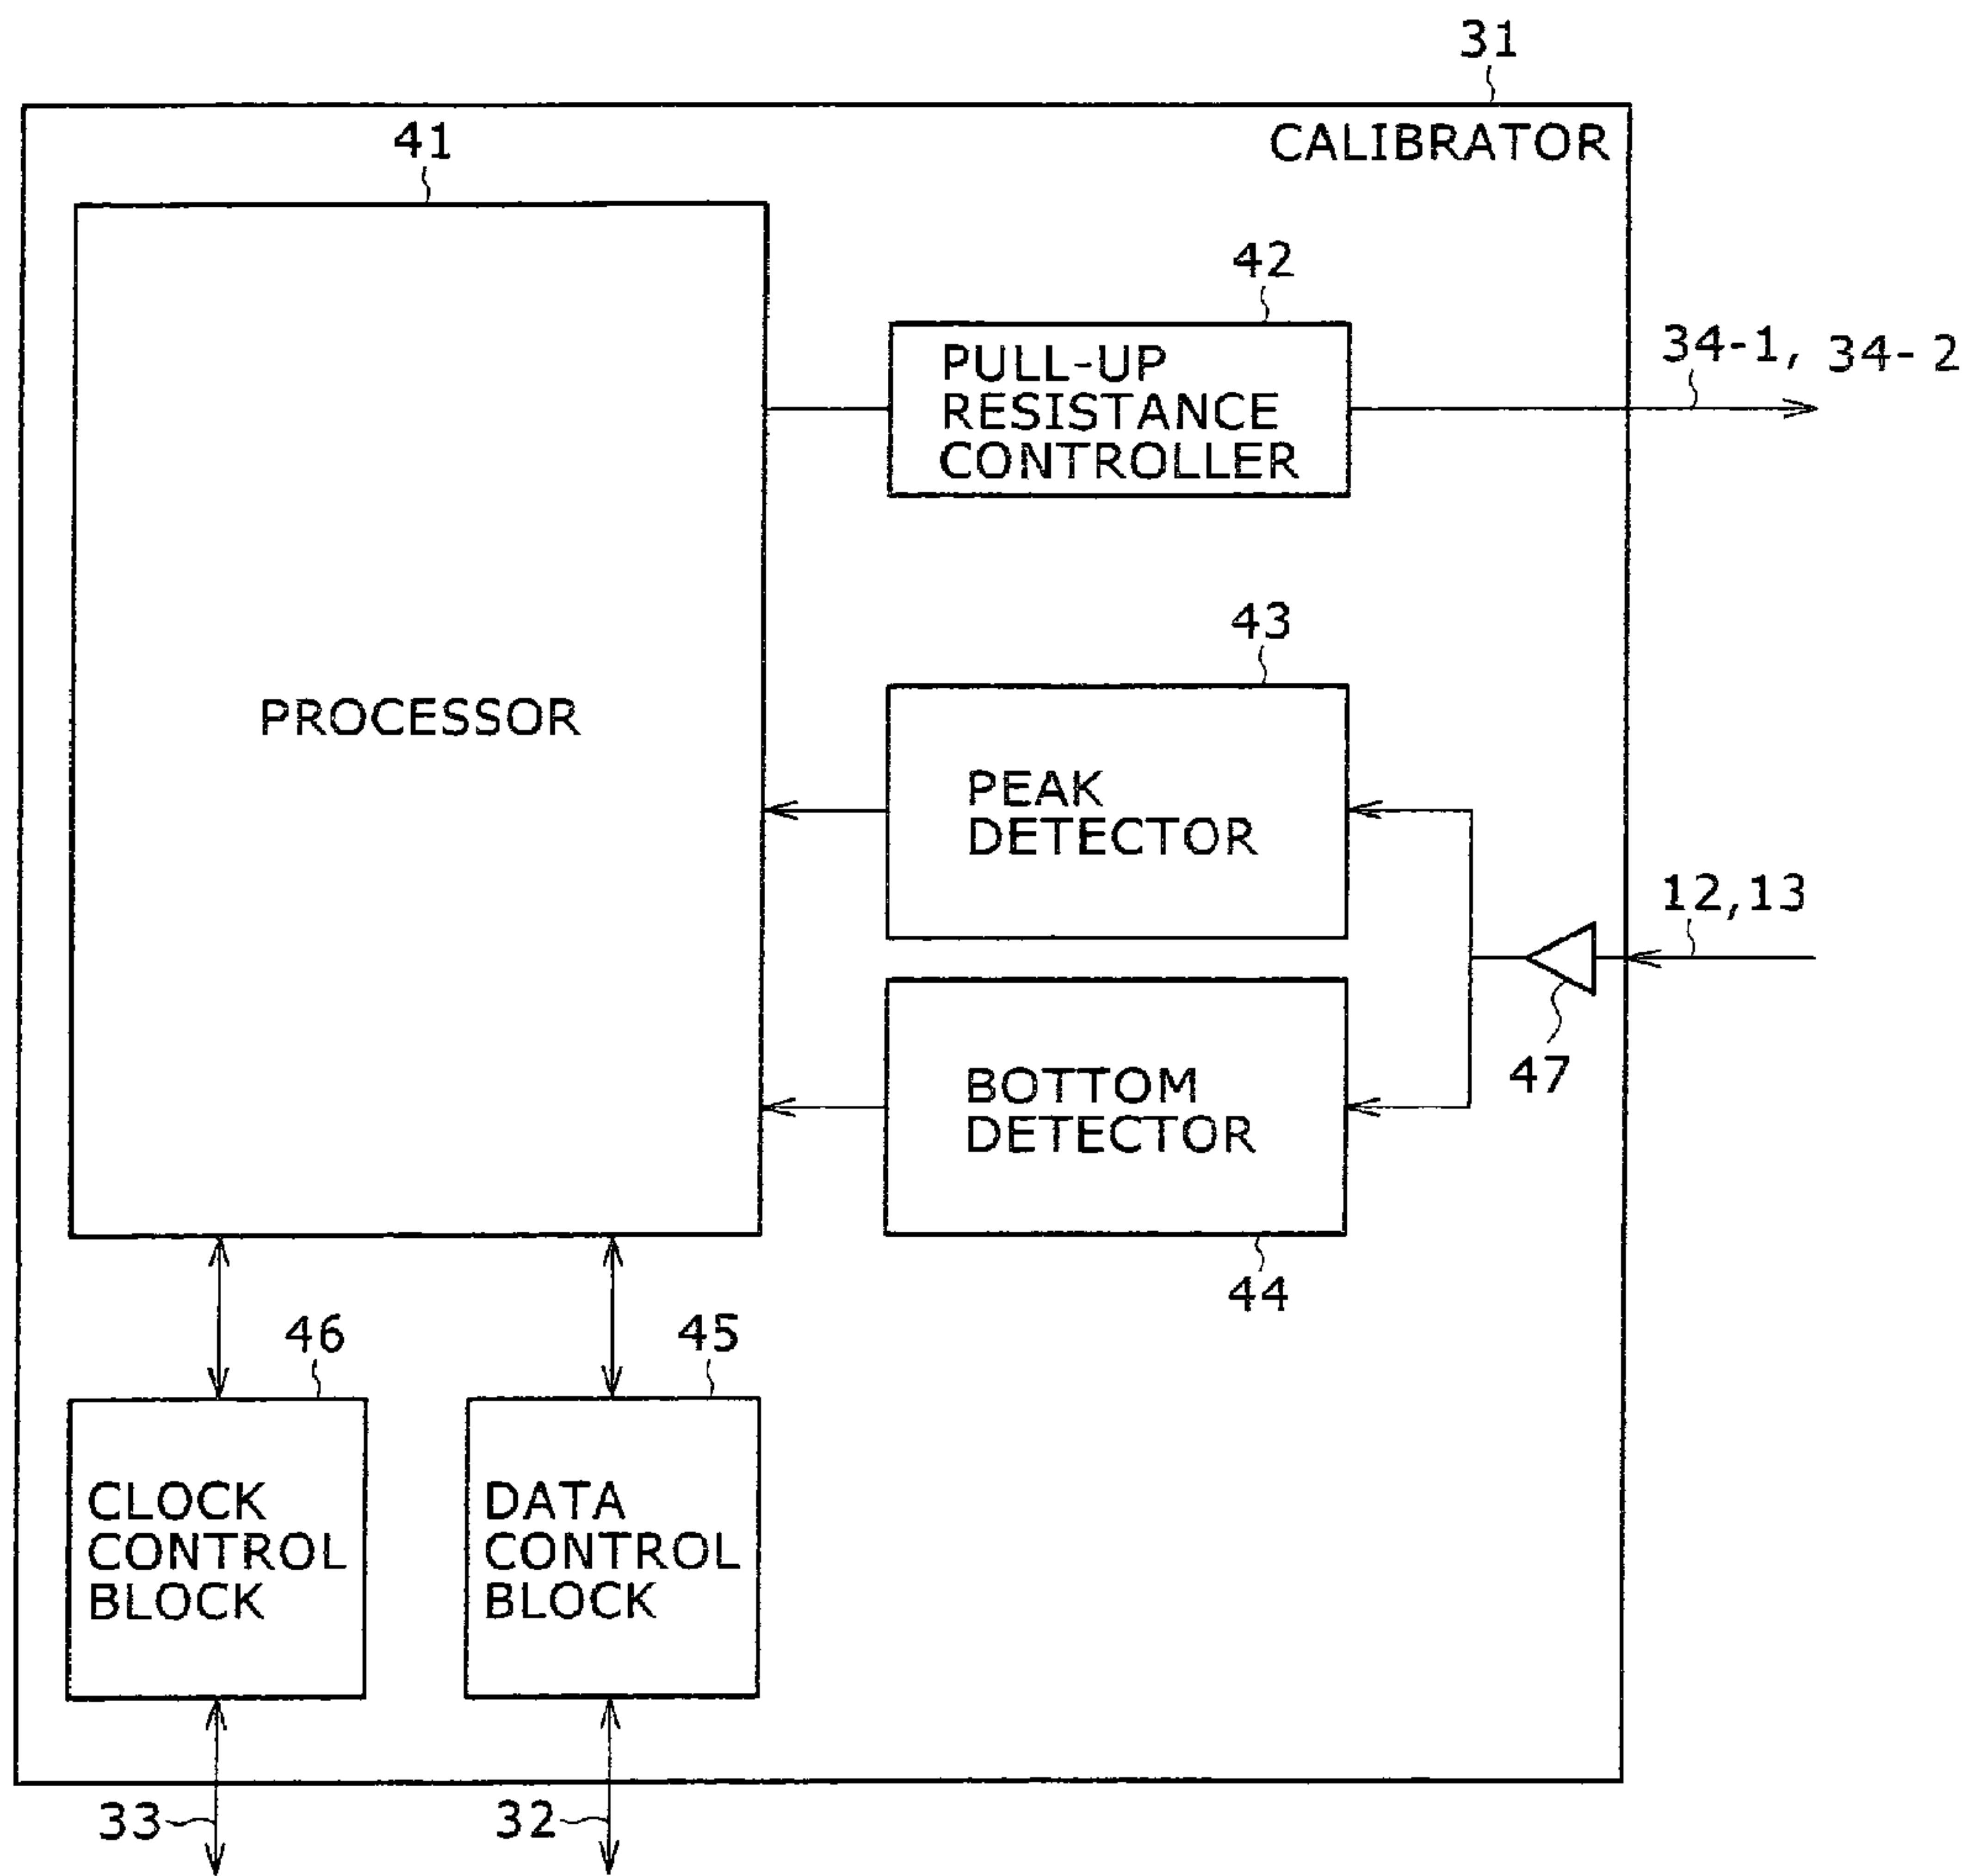 31
CALIBRATOR
41
42
34-1, 34-2
PULL-UP
RESISTANCE
CONTROLLER
43
PROCESSOR
PEAK
DETECTOR
12,13
47
BOTTOM
DETECTOR
44
46
45
CLOCK
CONTROL
BLOCK
DATA
CONTROL
BLOCK
33
32